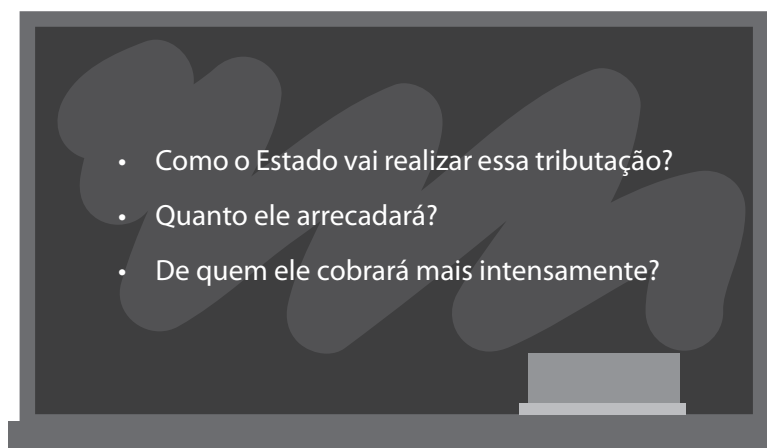 • Como o Estado vai realizar essa tributação?
• Quanto ele arrecadará?
• De quem ele cobrará mais intensamente?